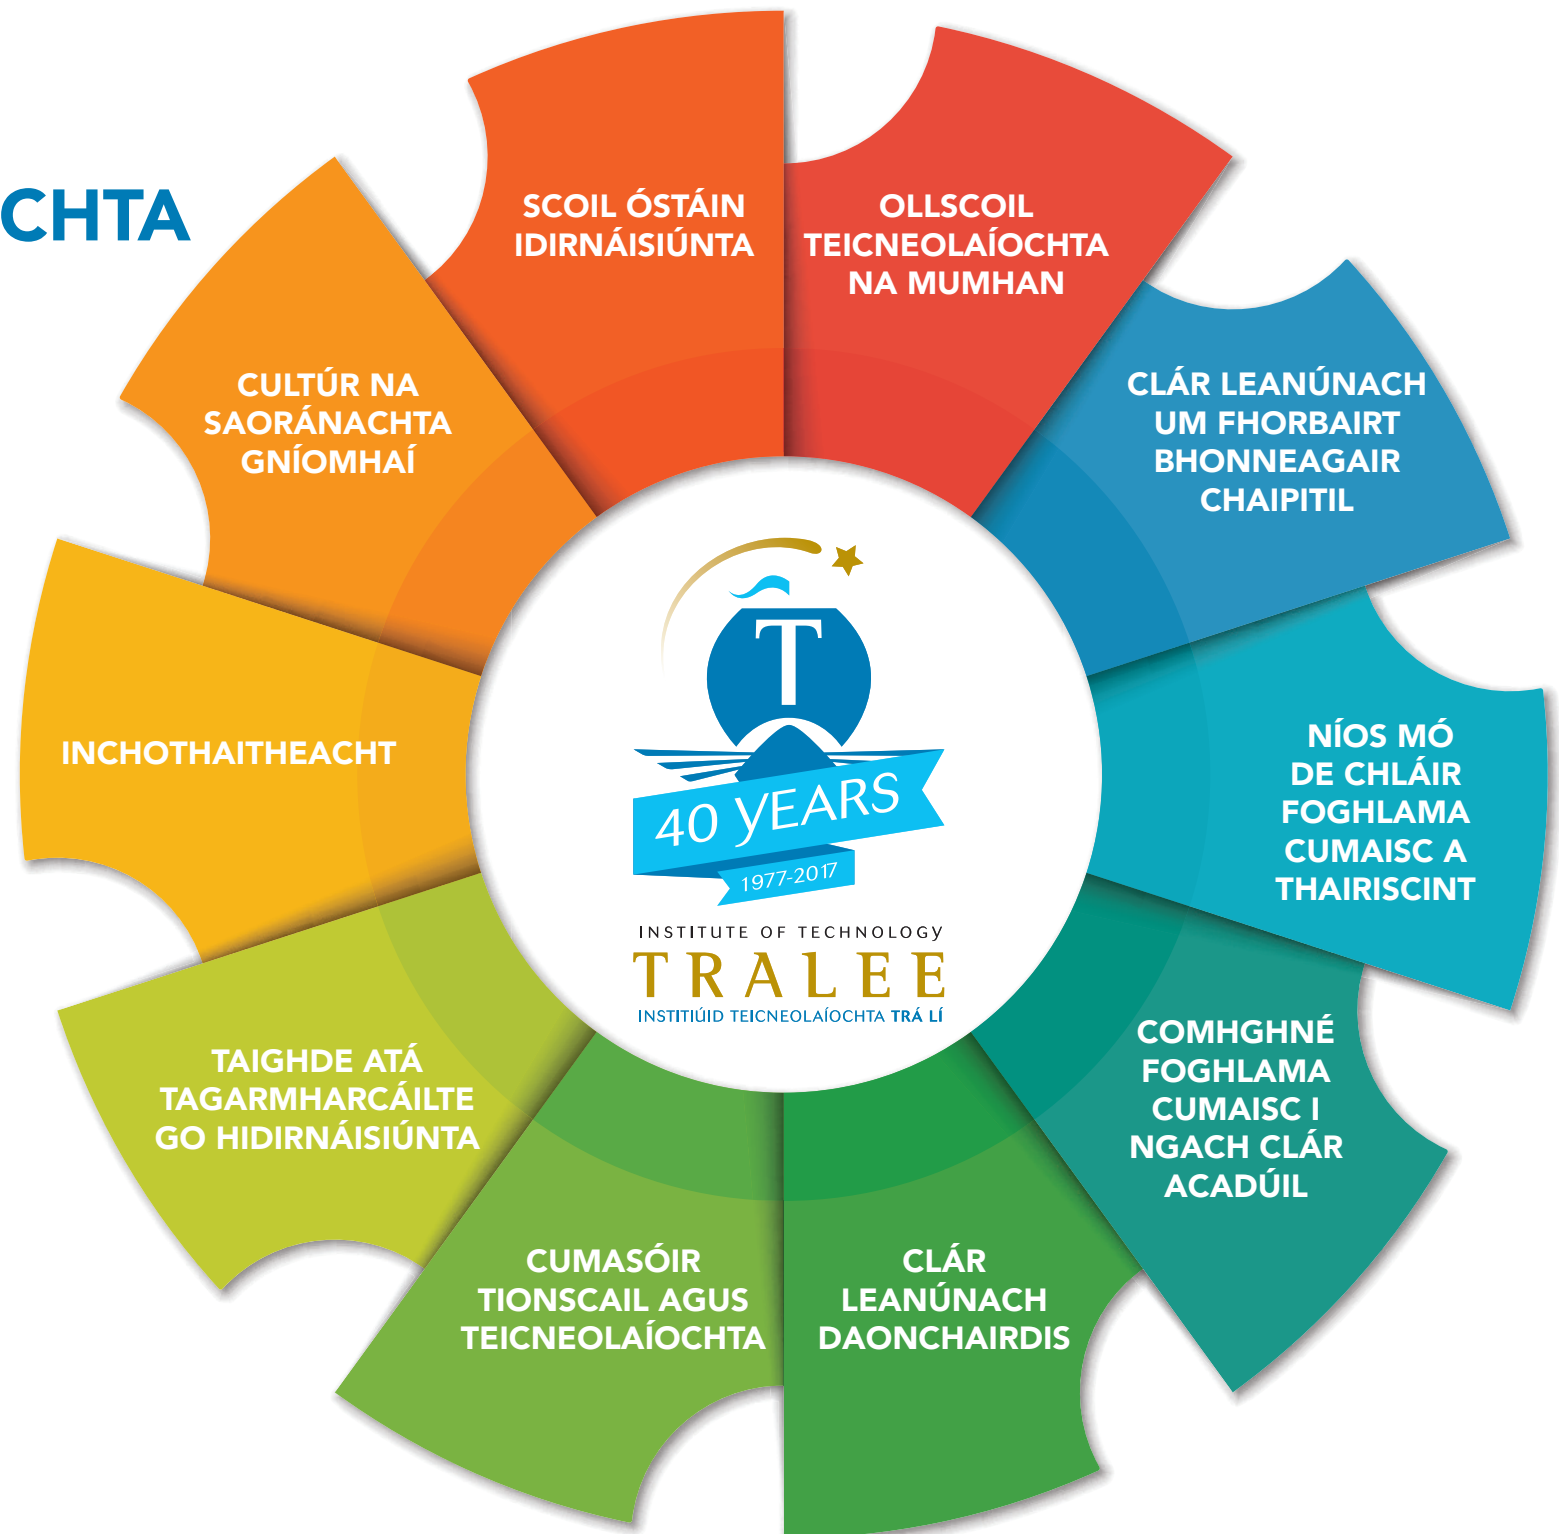 CHTA
SCOIL ÓSTÁIN
IDIRNÁISIÚNTA
OLLSCOIL
TEICNEOLAÍOCHTA
NA MUMHAN
CLÁR LEANÚNACH
UM FHORBAIRT
BHONNEAGAIR
CHAIPITIL
NÍOS MÓ
DE CHLÁIR
FOGHLAMA
CUMAISC A
THAIRISCINT
COMHGHNÉ
FOGHLAMA
CUMAISC I
NGACH CLÁR
ACADÚIL
CLÁR
LEANÚNACH
DAONCHAIRDIS
CUMASÓIR
TIONSCAIL AGUS
TEICNEOLAÍOCHTA
TAIGHDE ATÁ
TAGARMHARCÁILTE
GO HIDIRNÁISIÚNTA
INCHOTHAITHEACHT
CULTÚR NA
SAORÁNACHTA
GNÍOMHAÍ
T
40 YEARS
1977-2017
INSTITUTE OF TECHNOLOGY
TRALEE
INSTITIÚID TEICNEOLAÍOCHTA TRÁ LÍ